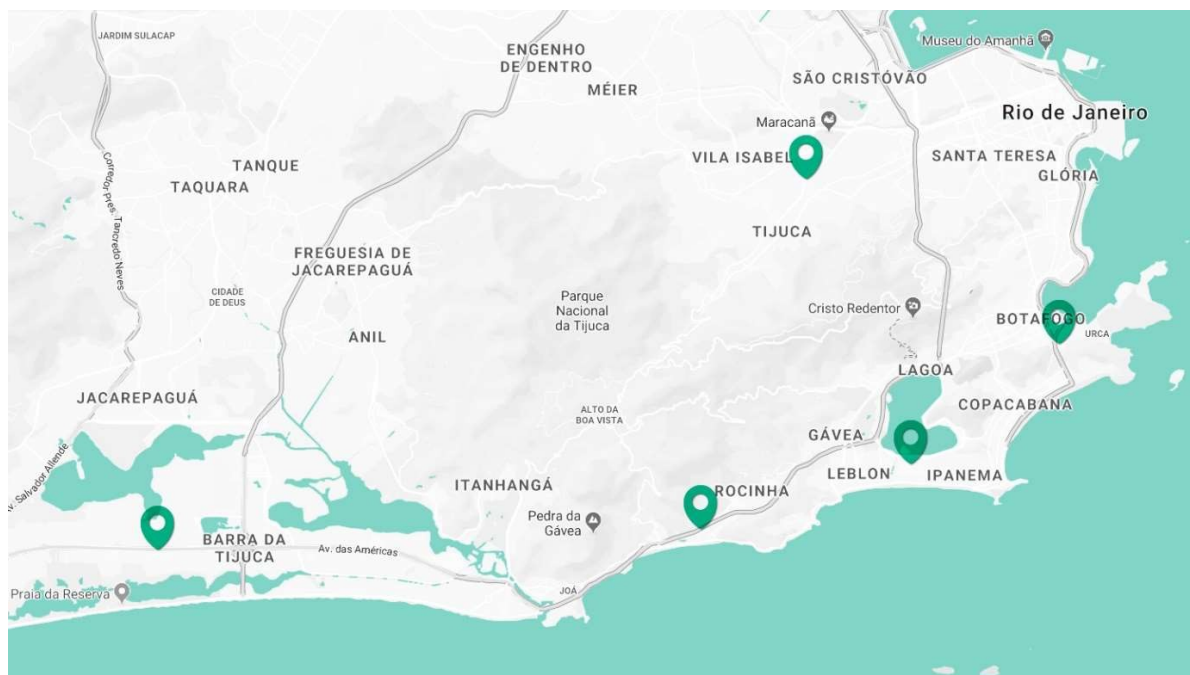 JARDIM SULACAP
ENGENHO
DE DENTRO
MÉIER
Museu do Amanhã
SÃO CRISTÓVÃO
Rio de Janeiro
Maracanã
VILA ISABEL
SANTA TERESA
GLÓRIA
TANQUE
TAQUARA
Corredor Pres. Tancredo Neves
TIJUCA
FREGUESIA DE
JACAREPAGUÁ
CIDADE
DE DEUS
Parque
Nacional
da Tijuca
Cristo Redentor
BOTAFOGO
URCA
ANIL
LAGOA
JACAREPAGUÁ
COPACABANA
ALTO DA
BOA VISTA
GÁVEA
Av. Salvador Allende
LEBLON
IPANEMA
ITANHANGÁ
ROCINHA
Pedra da
Gávea
BARRA DA
TIJUCA
Av. das Américas
JOÁ
Praia da Reserva